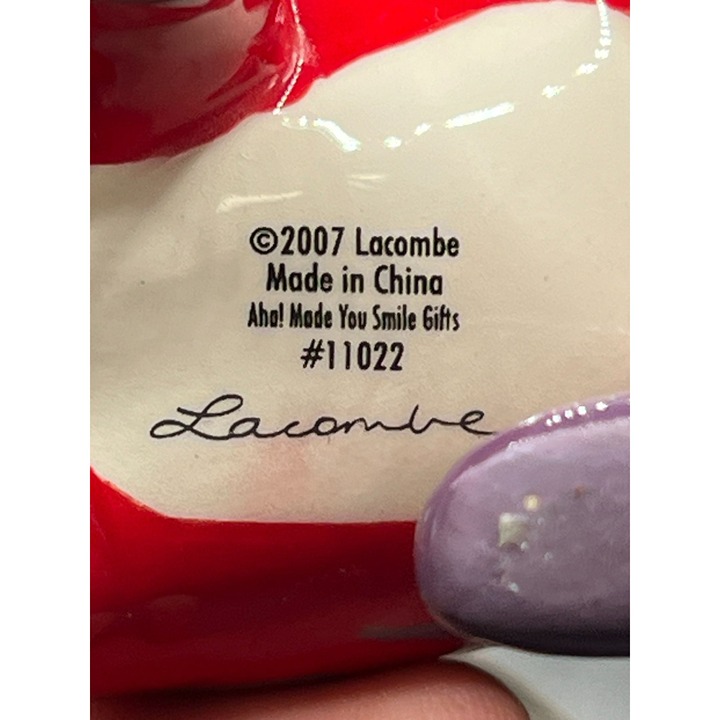 ©2007 Lacombe
Made in China
Aha! Made You Smile Gifts
#11022
Lacombe